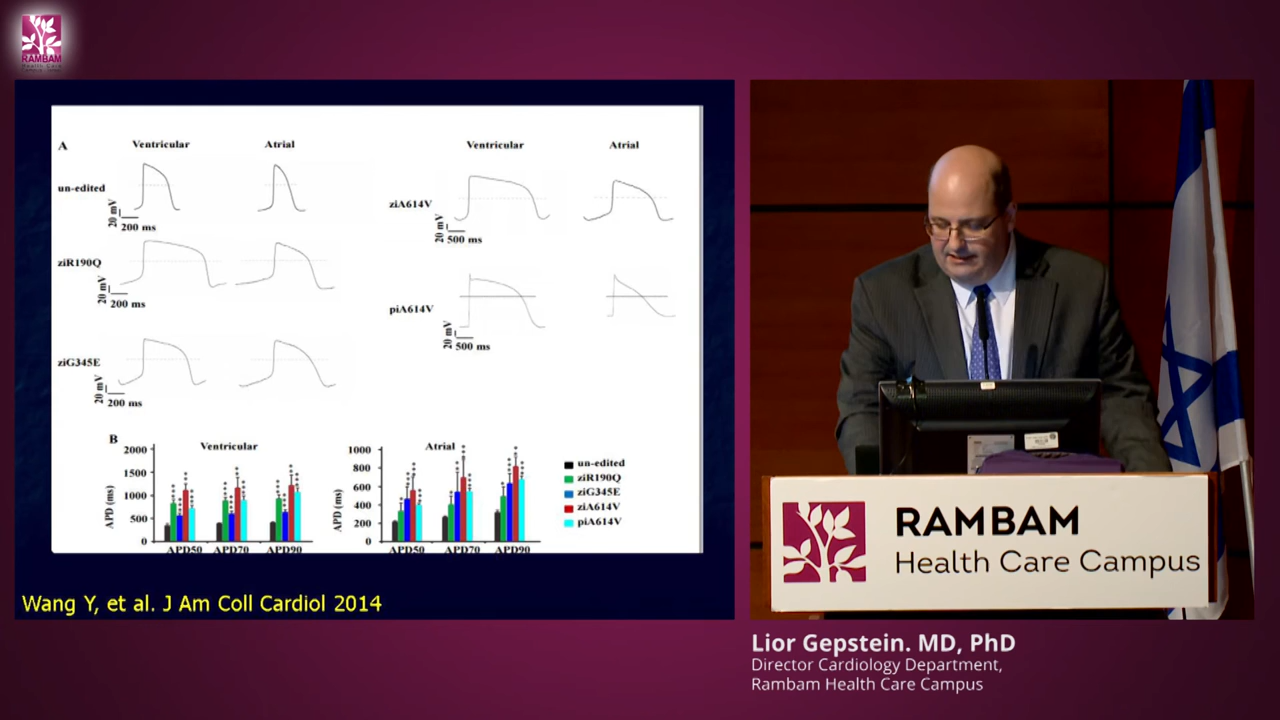 RAMBAM
Health Care Campus
A
Ventricular
Atrial
un-edited
20 mV
200 ms
ziR190Q
20 mV
200 ms
ziG345E
20 mV
200 ms
Ventricular
Atrial
ziA614V
20 mV
500 ms
piA614V
20 mV
500 ms
B
Ventricular
APD (ms)
2000
1500
1000
500
0
APD50 APD70 APD90
Atrial
APD (ms)
1000
800
600
400
200
0
APD50 APD70 APD90
un-edited
ziR190Q
ziG345E
ziA614V
piA614V
Wang Y, et al. J Am Coll Cardiol 2014
RAMBAM
Health Care Campus
Lior Gepstein. MD, PhD
Director Cardiology Department,
Rambam Health Care Campus